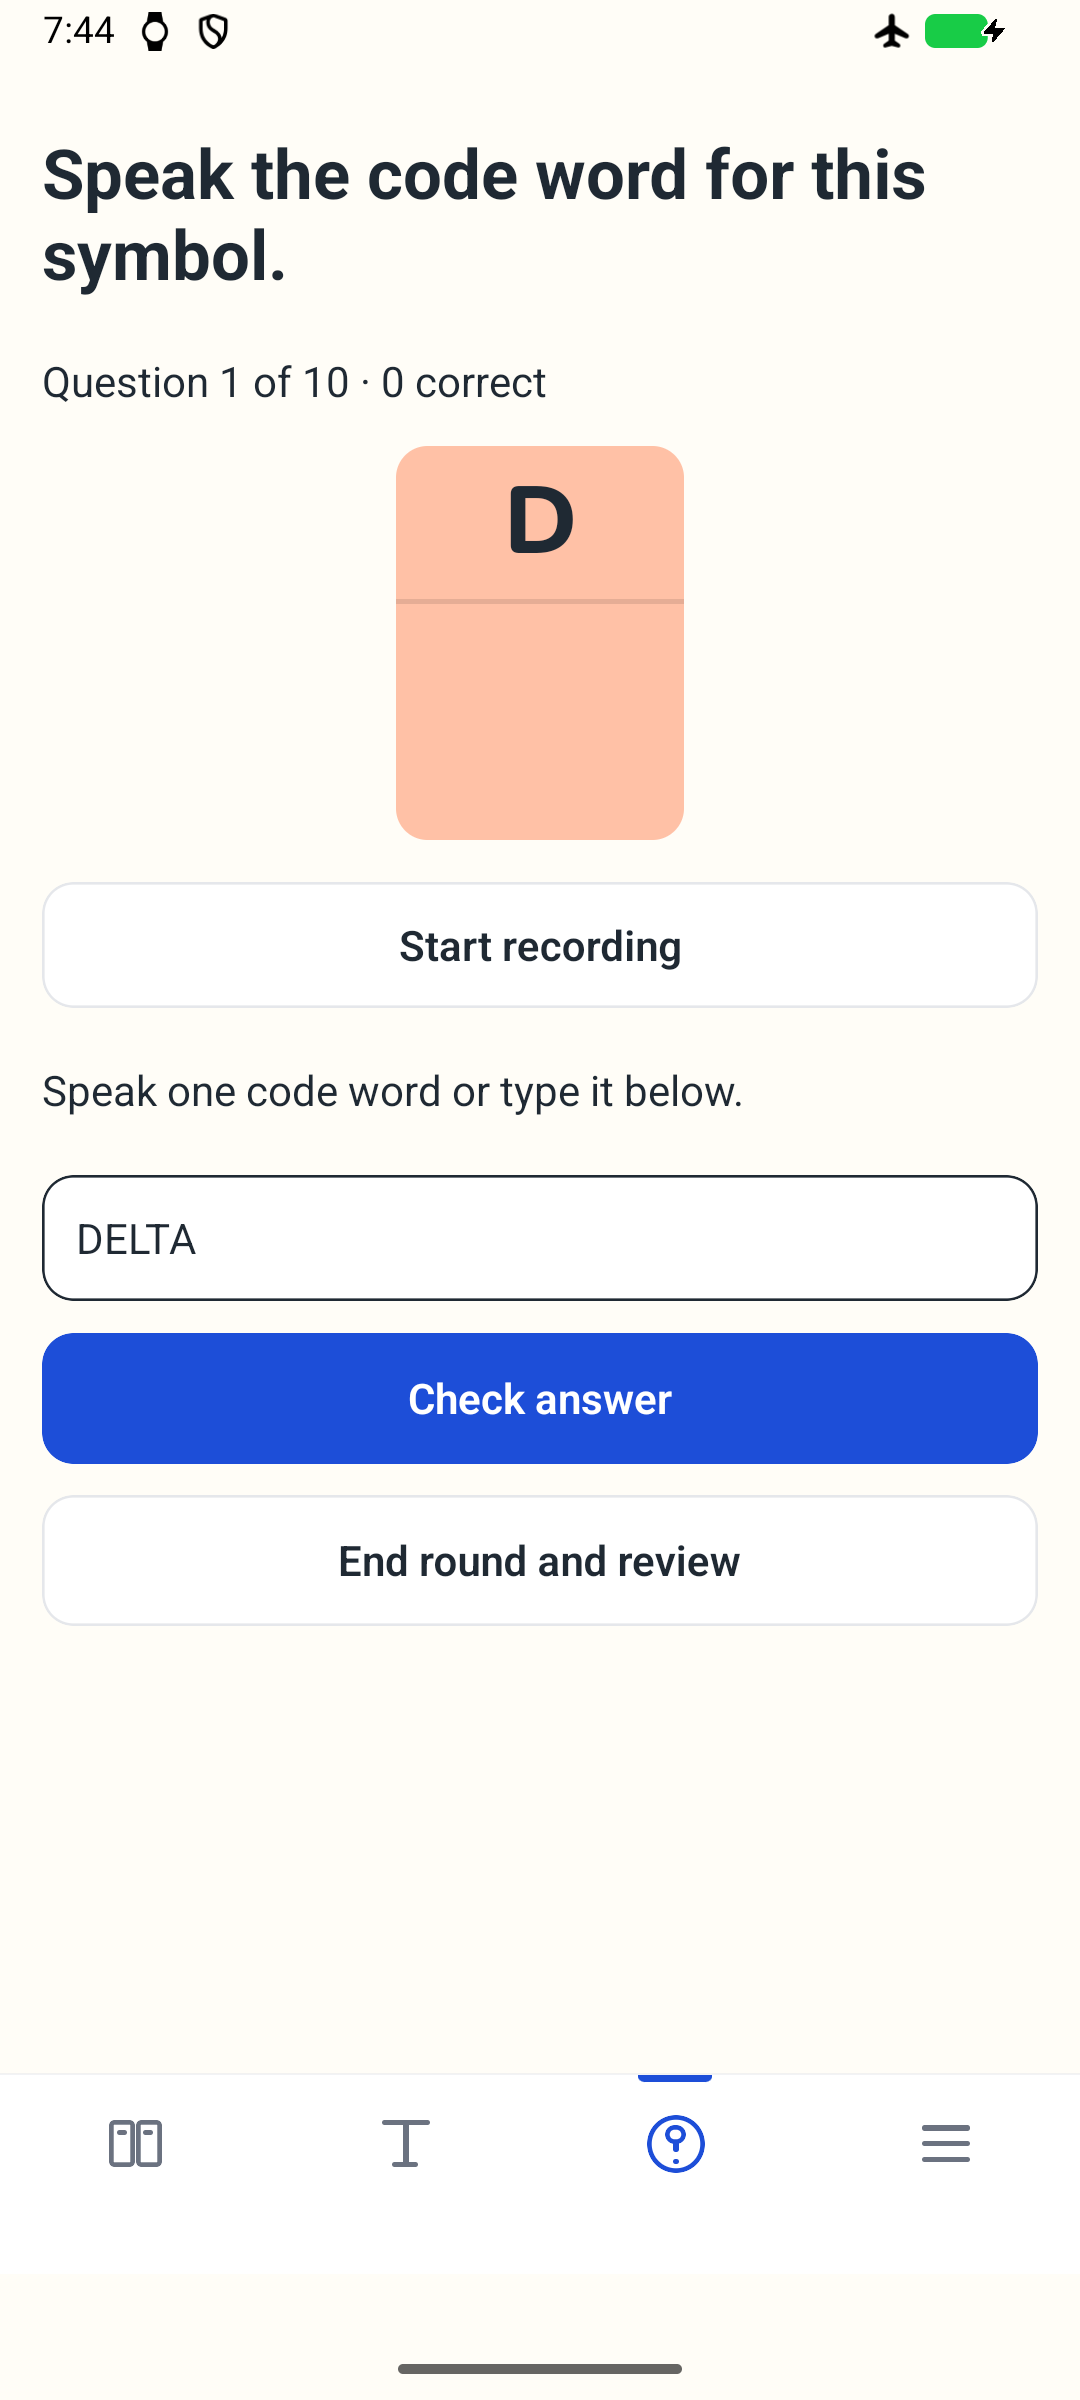 7:44
Speak the code word for this
symbol.
Question 1 of 10 · 0 correct
D
Start recording
Speak one code word or type it below.
DELTA
Check answer
End round and review